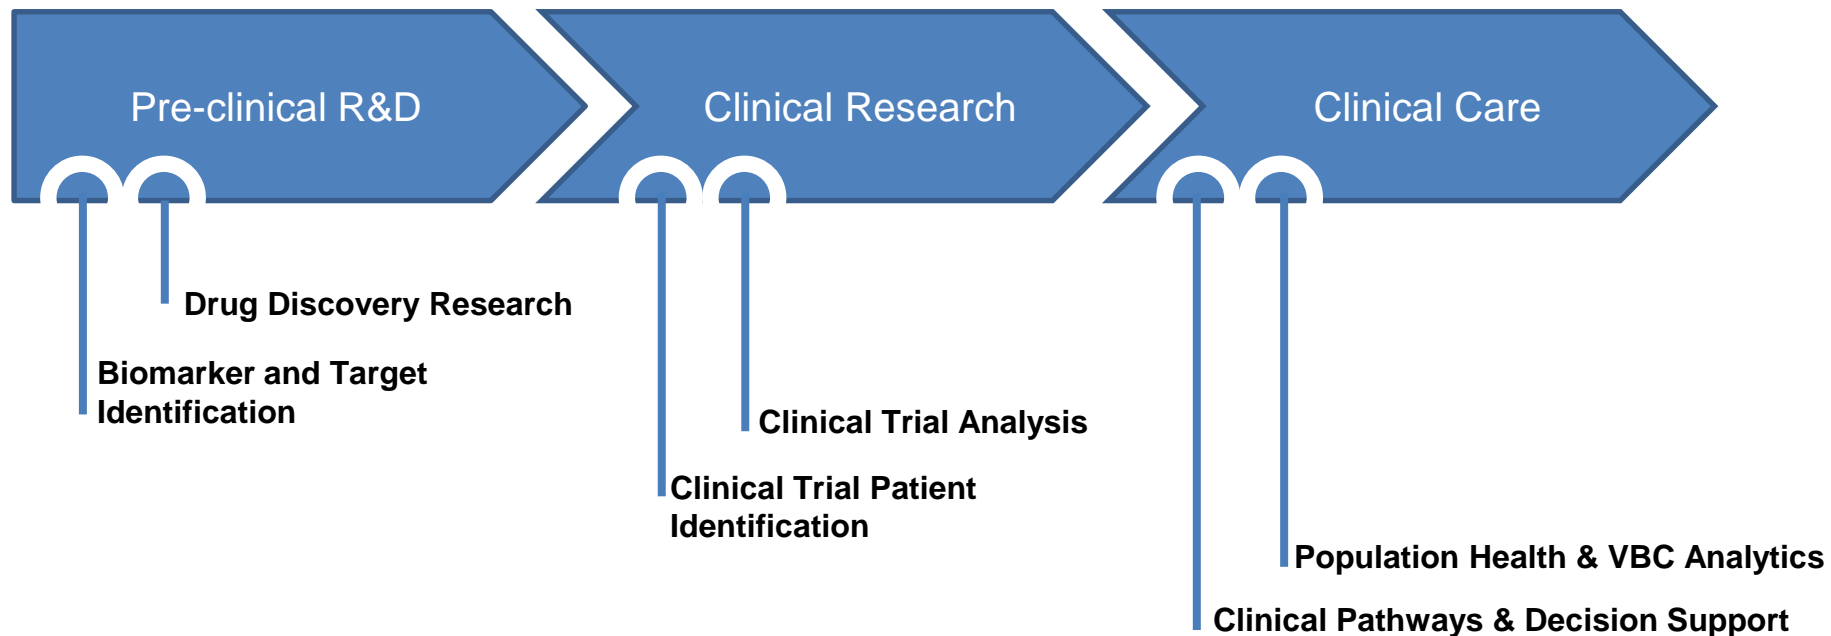 Pre-clinical R&D
Clinical Research
Clinical Care
Drug Discovery Research
Biomarker and Target
Identification
Clinical Trial Analysis
Clinical Trial Patient
Identification
Population Health & VBC Analytics
Clinical Pathways & Decision Support